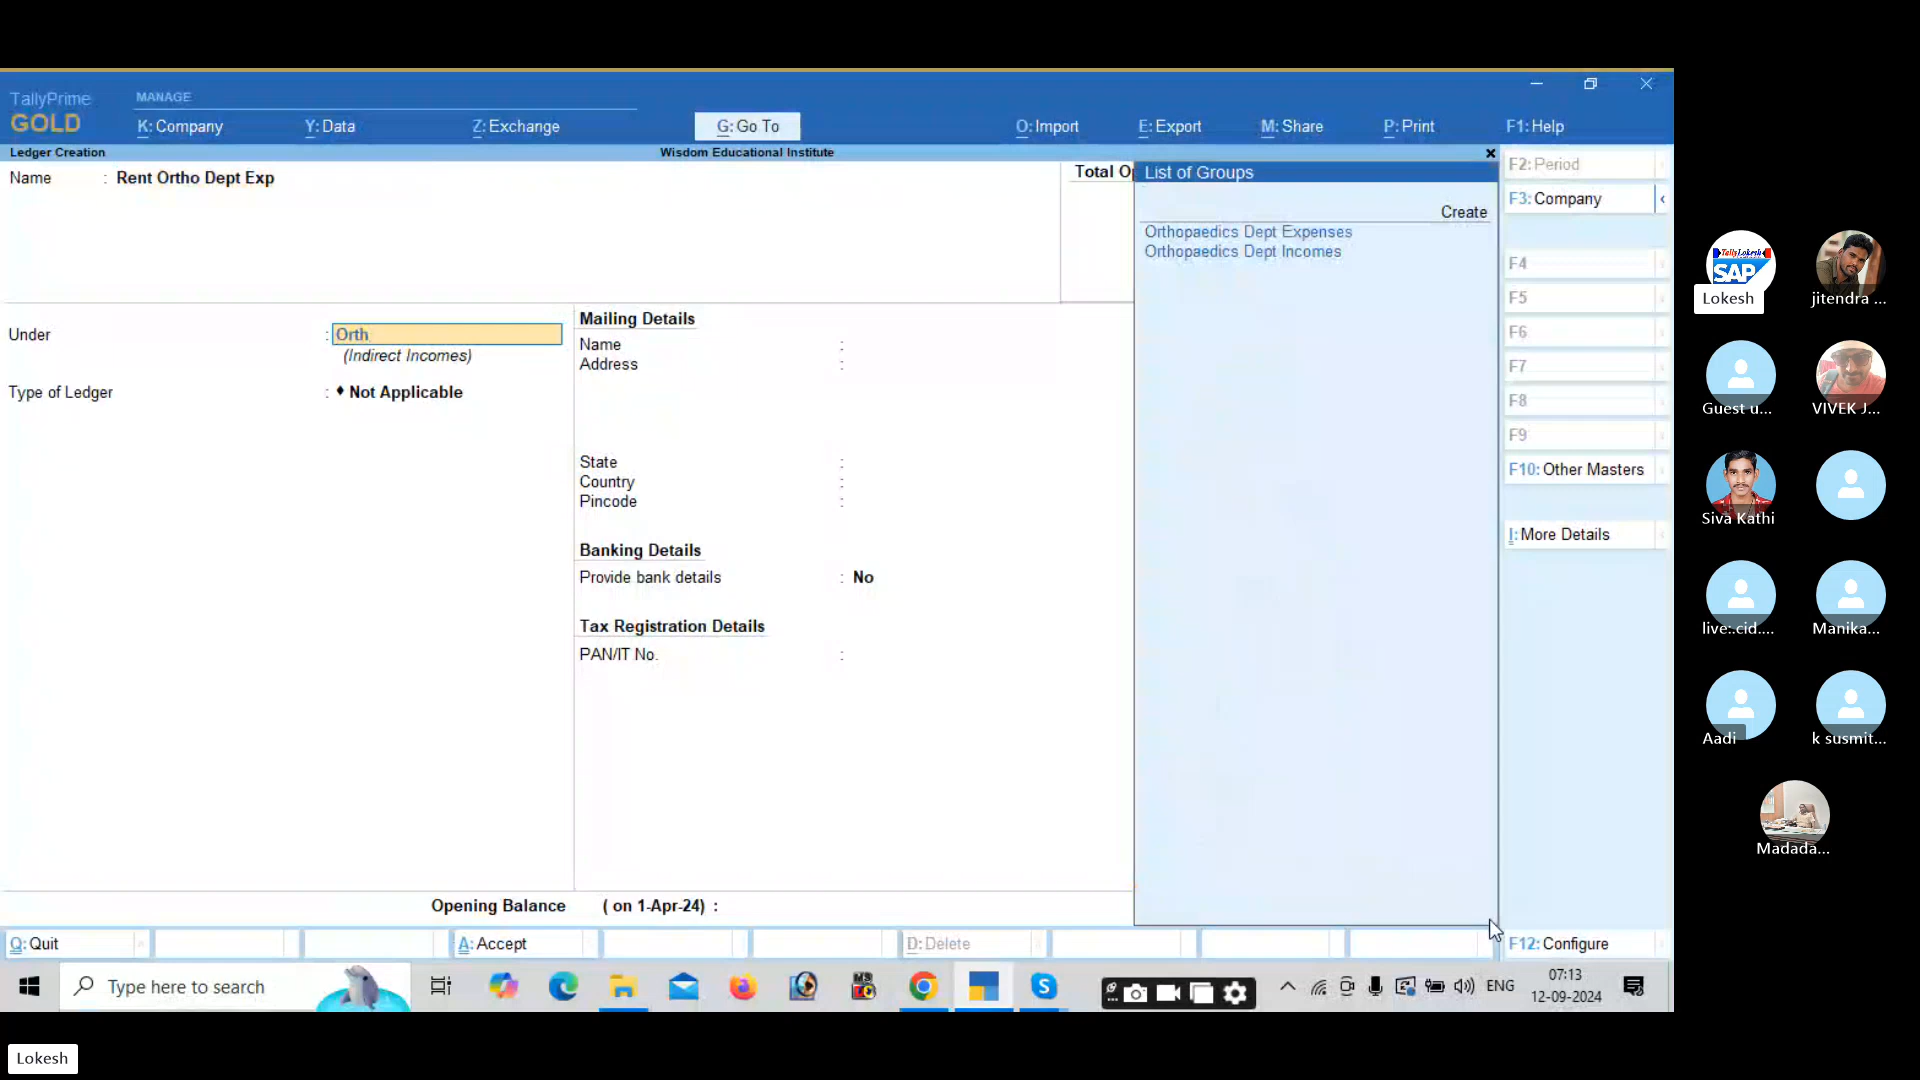 TallyPrime
GOLD
MANAGE
K: Company
Y: Data
Z: Exchange
G: Go To
O: Import
E: Export
M: Share
P: Print
F1: Help
Ledger Creation
Wisdom Educational Institute
Name : Rent Ortho Dept Exp
Total O
List of Groups
Create
Orthopaedics Dept Expenses
Orthopaedics Dept Incomes
Under : Orth
(Indirect Incomes)
Type of Ledger : ♦ Not Applicable
Mailing Details
Name :
Address :
State :
Country :
Pincode :
Banking Details
Provide bank details : No
Tax Registration Details
PAN/IT No. :
Opening Balance ( on 1-Apr-24) :
F2: Period
F3: Company
F4
F5
F6
F7
F8
F9
F10: Other Masters
I: More Details
F12: Configure
Q: Quit
A: Accept
D: Delete
Type here to search
ENG
07:13
12-09-2024
TallyLokesh
SAP
Lokesh
jitendra ...
Guest u...
VIVEK J...
Siva Kathi
live:.cid....
Manika...
Aadi
k susmit...
Madada...
Lokesh